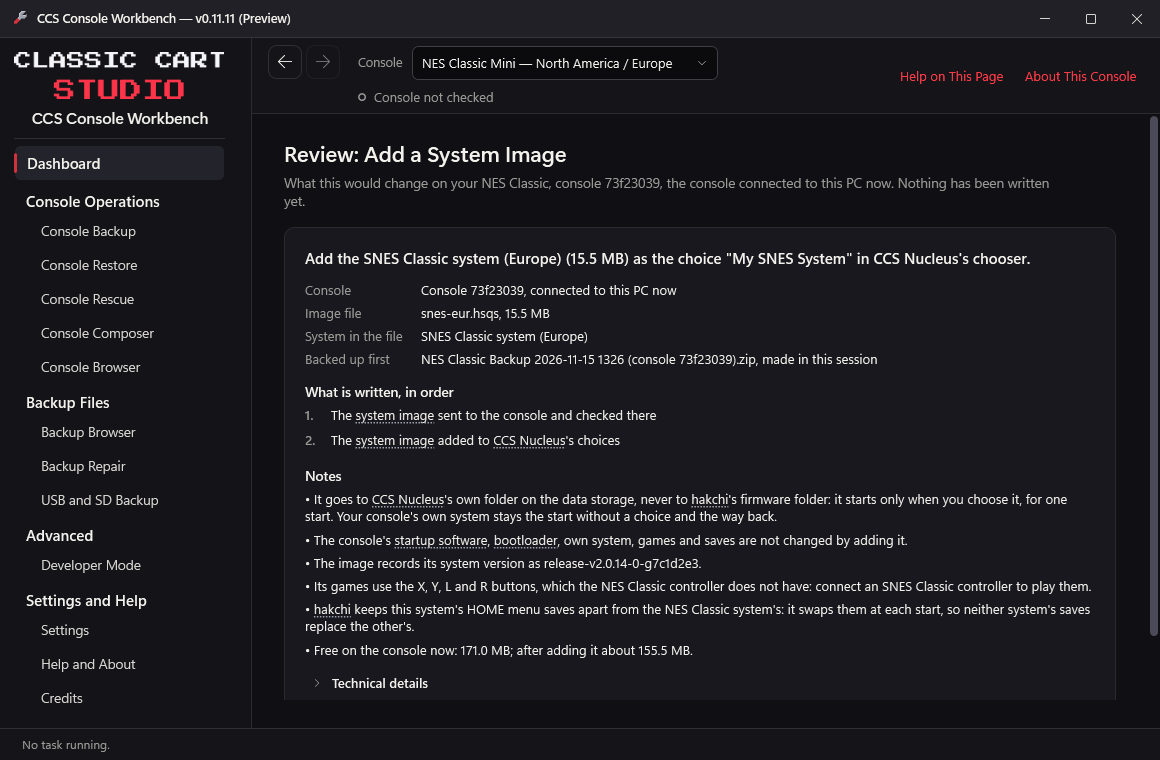 CCS Console Workbench — v0.11.11 (Preview)
CLASSIC CART
STUDIO
CCS Console Workbench
Dashboard
Console Operations
Console Backup
Console Restore
Console Rescue
Console Composer
Console Browser
Backup Files
Backup Browser
Backup Repair
USB and SD Backup
Advanced
Developer Mode
Settings and Help
Settings
Help and About
Credits
Console
NES Classic Mini — North America / Europe
Console not checked
Help on This Page
About This Console
Review: Add a System Image
What this would change on your NES Classic, console 73f23039, the console connected to this PC now. Nothing has been written
yet.
Add the SNES Classic system (Europe) (15.5 MB) as the choice "My SNES System" in CCS Nucleus's chooser.
Console Console 73f23039, connected to this PC now
Image file snes-eur.hsqs, 15.5 MB
System in the file SNES Classic system (Europe)
Backed up first NES Classic Backup 2026-11-15 1326 (console 73f23039).zip, made in this session
What is written, in order
1. The system image sent to the console and checked there
2. The system image added to CCS Nucleus's choices
Notes
• It goes to CCS Nucleus's own folder on the data storage, never to hakchi's firmware folder: it starts only when you choose it, for one
start. Your console's own system stays the start without a choice and the way back.
• The console's startup software, bootloader, own system, games and saves are not changed by adding it.
• The image records its system version as release-v2.0.14-0-g7c1d2e3.
• Its games use the X, Y, L and R buttons, which the NES Classic controller does not have: connect an SNES Classic controller to play them.
• hakchi keeps this system's HOME menu saves apart from the NES Classic system's: it swaps them at each start, so neither system's saves
replace the other's.
• Free on the console now: 171.0 MB; after adding it about 155.5 MB.
Technical details
No task running.